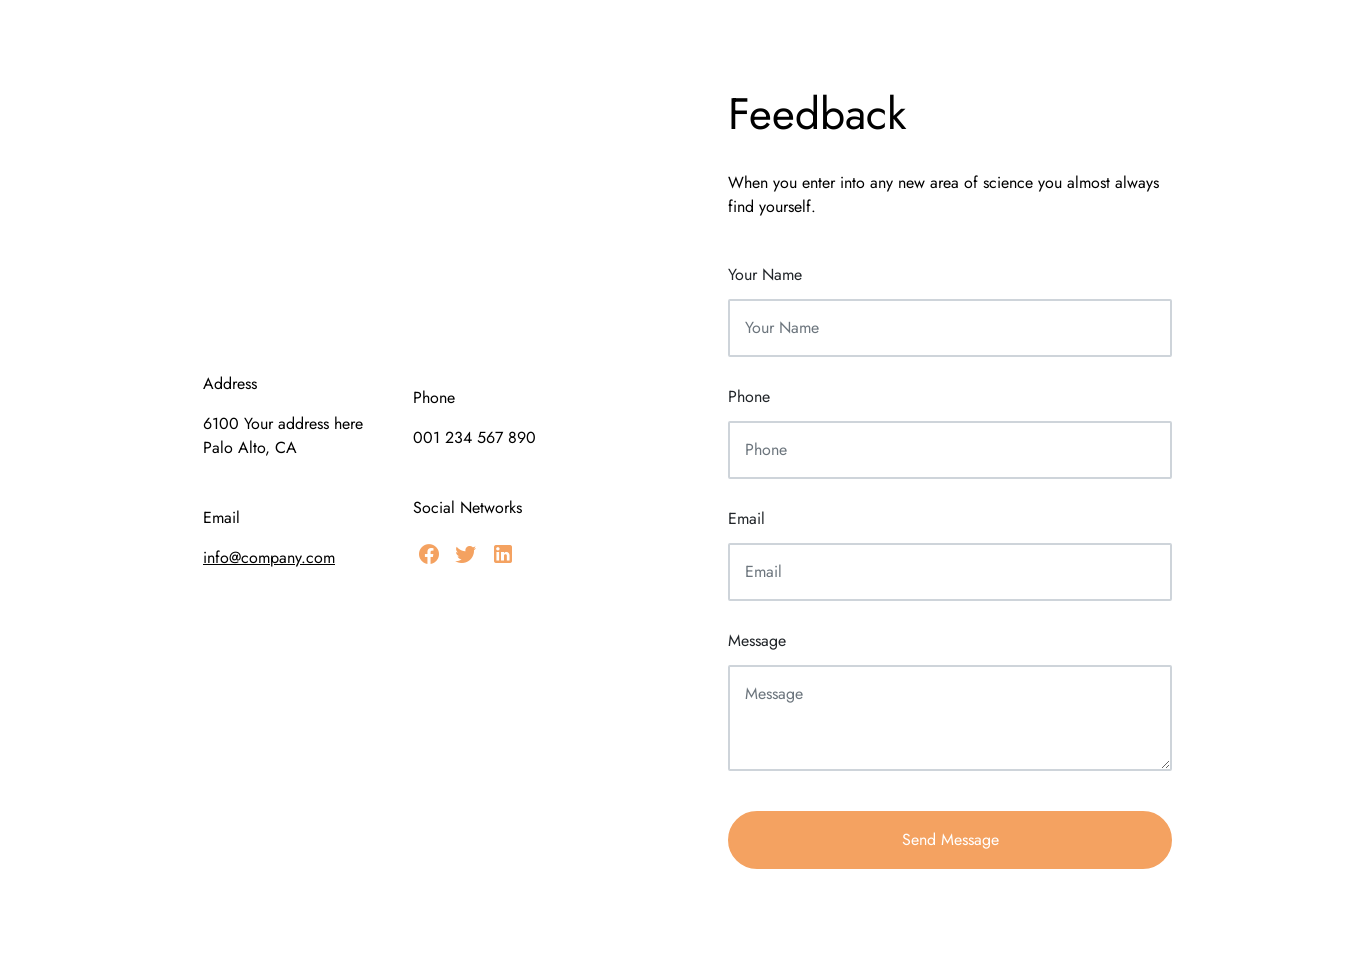 Address
6100 Your address here
Palo Alto, CA
Email
info@company.com
Phone
001 234 567 890
Social Networks
Feedback
When you enter into any new area of science you almost always
find yourself.
Your Name
Your Name
Phone
Phone
Email
Email
Message
Message
Send Message